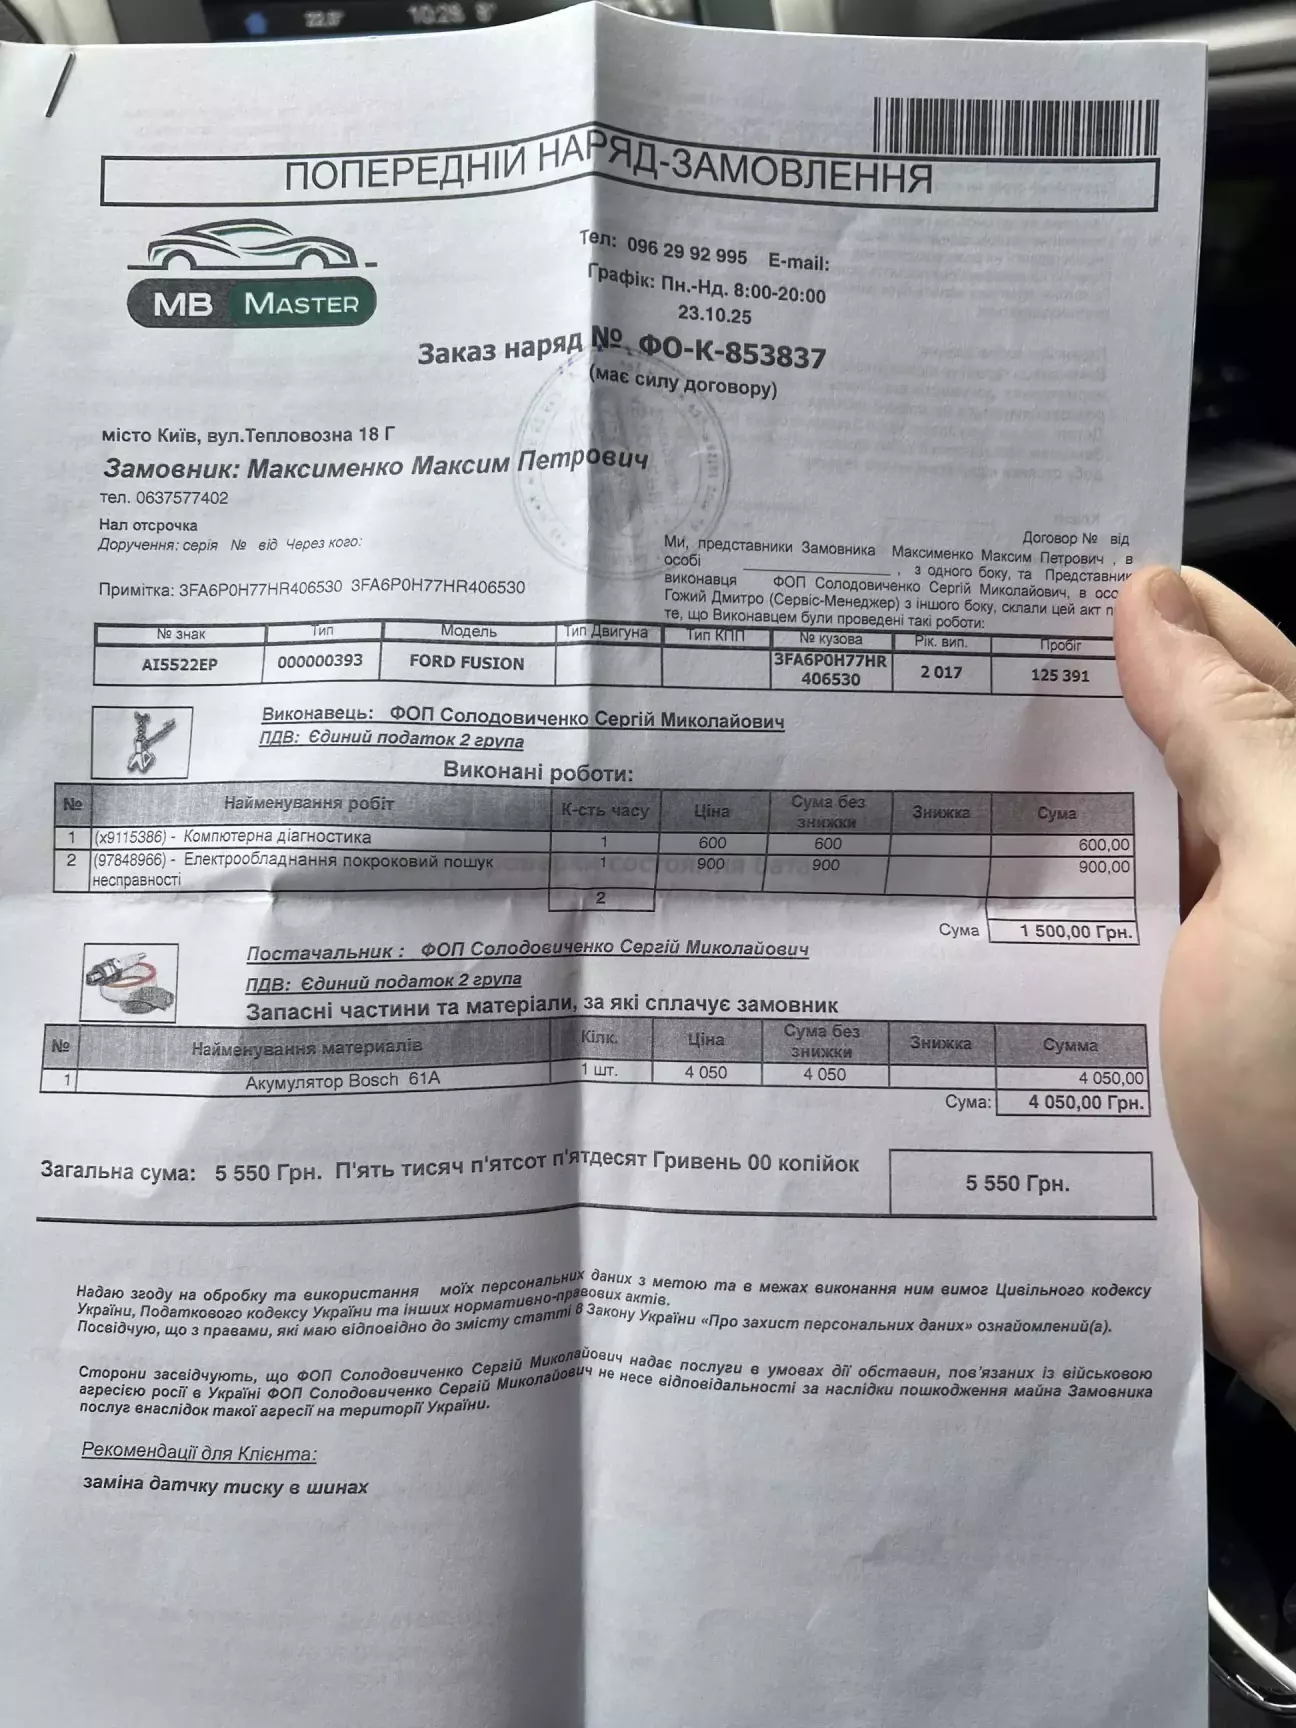 22.5° 10:28
ПОПЕРЕДНІЙ НАРЯД-ЗАМОВЛЕННЯ
MB MASTER
Тел: 096 29 92 995 E-mail:
Графік: Пн.-Нд. 8:00-20:00
23.10.25
Заказ наряд № ФО-К-853837
(має силу договору)
місто Київ, вул.Тепловозна 18 Г
Замовник: Максименко Максим Петрович
тел. 0637577402
Нал отсрочка
Доручення: серія № від Через кого:
Договор № від
Ми, представники Замовника Максименко Максим Петрович , в
особі ____________________ , з одного боку, та Представник
виконавця ФОП Солодовиченко Сергій Миколайович, в осо
Гожий Дмитро (Сервіс-Менеджер) з іншого боку, склали цей акт п
те, що Виконавцем були проведені такі роботи:
Примітка: 3FA6P0H77HR406530 3FA6P0H77HR406530
№ знак Тип Модель Тип Двигуна Тип КПП № кузова Рік. вип. Пробіг
АІ5522ЕР 000000393 FORD FUSION 3FA6P0H77HR 2 017 125 391
406530
Виконавець: ФОП Солодовиченко Сергій Миколайович
ПДВ: Єдиний податок 2 група
Виконані роботи:
№ Найменування робіт К-сть часу Ціна Сума без знижки Знижка Сума
1 (x9115386) - Компютерна діагностика 1 600 600 600,00
2 (97848966) - Електрообладнання покроковий пошук 1 900 900 900,00
несправності
2
Сума 1 500,00 Грн.
Постачальник : ФОП Солодовиченко Сергій Миколайович
ПДВ: Єдиний податок 2 група
Запасні частини та матеріали, за які сплачує замовник
№ Найменування материалів Кілк. Ціна Сума без знижки Знижка Сумма
1 Акумулятор Bosch 61A 1 шт. 4 050 4 050 4 050,00
Сума: 4 050,00 Грн.
Загальна сума: 5 550 Грн. П'ять тисяч п'ятсот п'ятдесят Гривень 00 копійок 5 550 Грн.
Надаю згоду на обробку та використання моїх персональних даних з метою та в межах виконання ним вимог Цивільного кодексу
України, Податкового кодексу України та інших нормативно-правових актів.
Посвідчую, що з правами, які маю відповідно до змісту статті 8 Закону України «Про захист персональних даних» ознайомлений(а).
Сторони засвідчують, що ФОП Солодовиченко Сергій Миколайович надає послуги в умовах дії обставин, пов'язаних із військовою
агресією росії в Україні ФОП Солодовиченко Сергій Миколайович не несе відповідальності за наслідки пошкодження майна Замовника
послуг внаслідок такої агресії на території України.
Рекомендації для Клієнта:
заміна датчку тиску в шинах